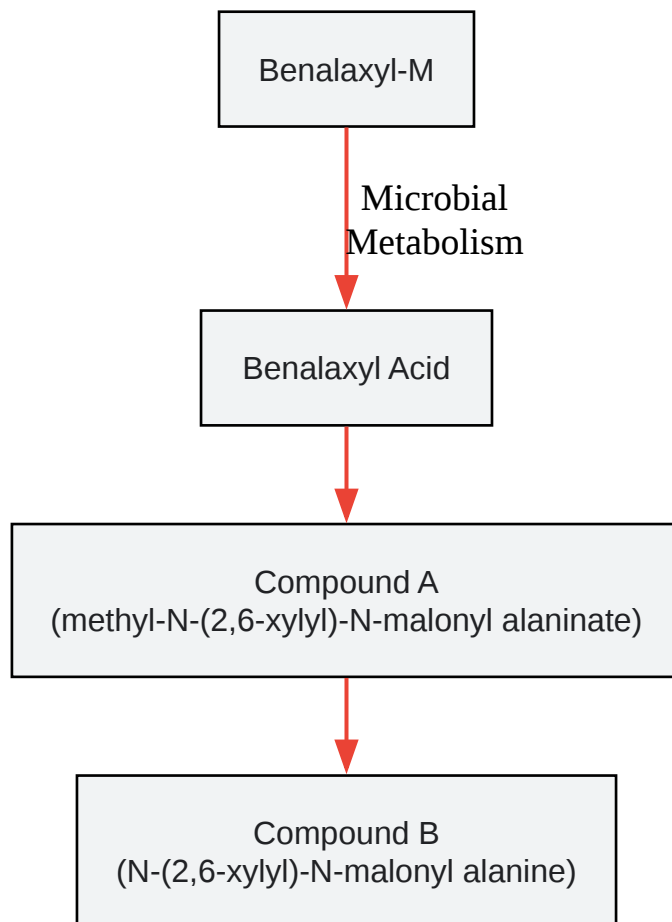 Benalaxyl-M
Microbial
Metabolism
Benalaxyl Acid
Compound A
(methyl-N-(2,6-xylyl)-N-malonyl alaninate)
Compound B
(N-(2,6-xylyl)-N-malonyl alanine)